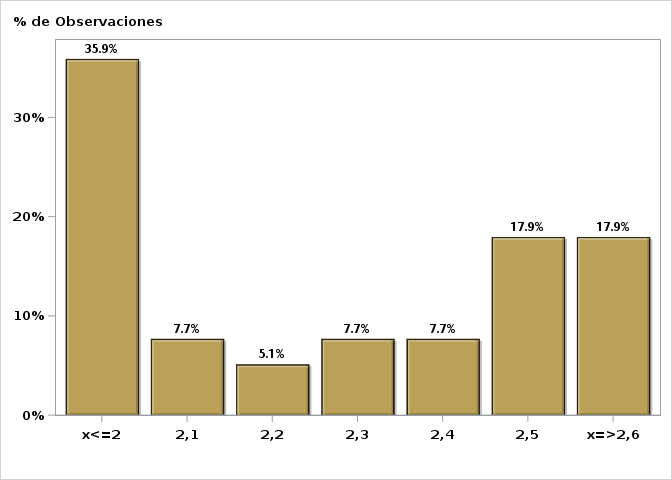 % de Observaciones
35.9%
30%
20%
17.9% 17.9%
10%
7.7% 7.7% 7.7%
5.1%
0%
x<=2 2,1 2,2 2,3 2,4 2,5 x=>2,6